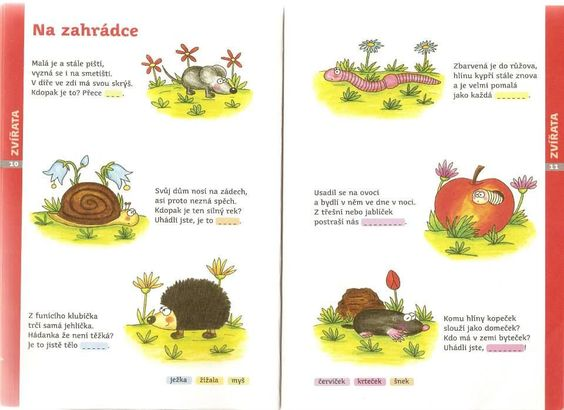 Na zahrádce
Malá je a stále piští,
vyzná se i na smetišti.
V díře ve zdi má svou skrýš.
Kdopak je to? Přece _ _ _.
ZVÍŘATA
10
Svůj dům nosí na zádech,
asi proto nezná spěch.
Kdopak je ten silný rek?
Uhádli jste, je to _ _ _ _.
Z funícího klubíčka
trčí samá jehlička.
Hádanka že není těžká?
Je to jistě tělo _ _ _ _ _.
ježka žížala myš
Zbarvená je do růžova,
hlínu kypří stále znova
a je velmi pomalá
jako každá _ _ _ _ _ _.
ZVÍŘATA
11
Usadil se na ovoci
a bydlí v něm ve dne v noci.
Z třešní nebo jablíček
postraší nás _ _ _ _ _ _ _ _.
Komu hlíny kopeček
slouží jako domeček?
Kdo má v zemi byteček?
Uhádli jste, _ _ _ _ _ _ _!
červíček krteček šnek